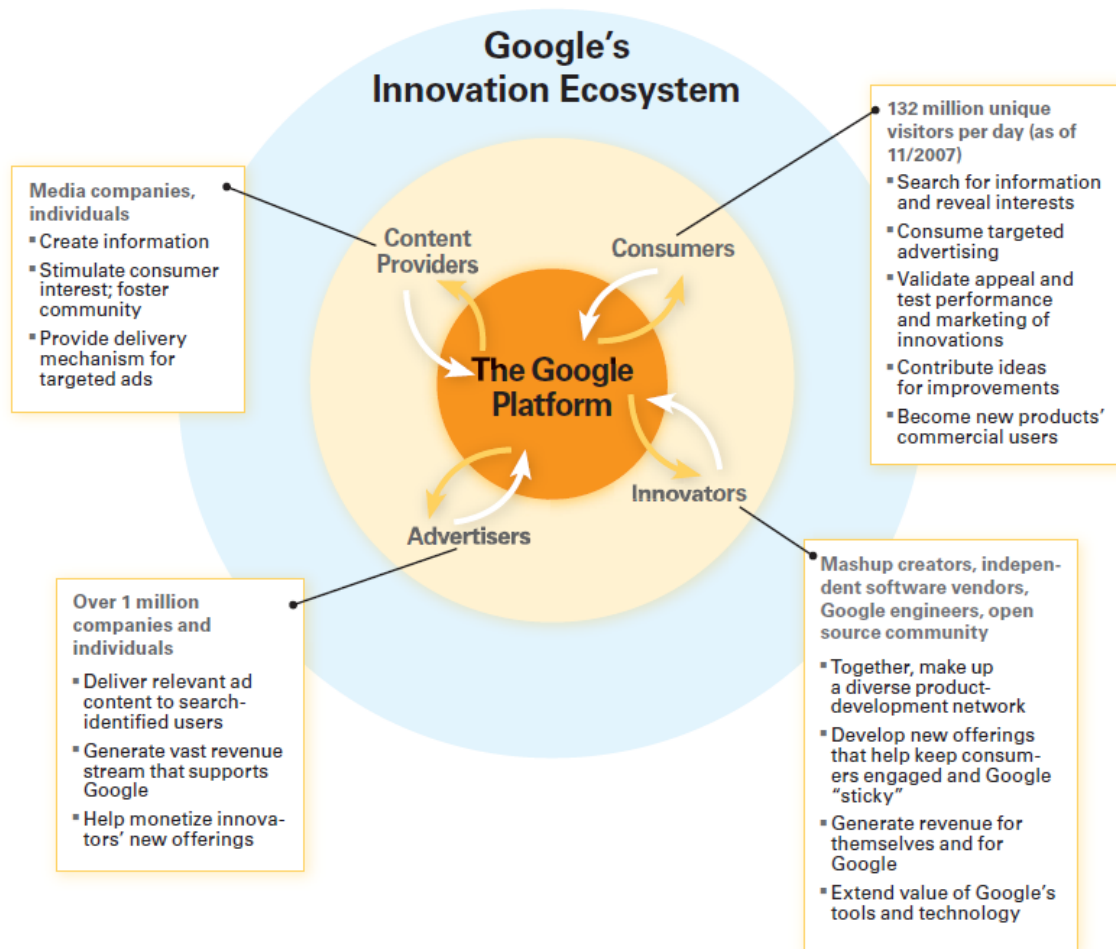 Google's
Innovation Ecosystem
Media companies,
individuals
▪ Create information
▪ Stimulate consumer
interest; foster
community
▪ Provide delivery
mechanism for
targeted ads
132 million unique
visitors per day (as of
11/2007)
▪ Search for information
and reveal interests
▪ Consume targeted
advertising
▪ Validate appeal and
test performance
and marketing of
innovations
▪ Contribute ideas
for improvements
▪ Become new products'
commercial users
Content
Providers
Consumers
The Google
Platform
Advertisers
Innovators
Over 1 million
companies and
individuals
▪ Deliver relevant ad
content to search-
identified users
▪ Generate vast revenue
stream that supports
Google
▪ Help monetize innova-
tors' new offerings
Mashup creators, indepen-
dent software vendors,
Google engineers, open
source community
▪ Together, make up
a diverse product-
development network
▪ Develop new offerings
that help keep consum-
ers engaged and Google
“sticky”
▪ Generate revenue for
themselves and for
Google
▪ Extend value of Google's
tools and technology